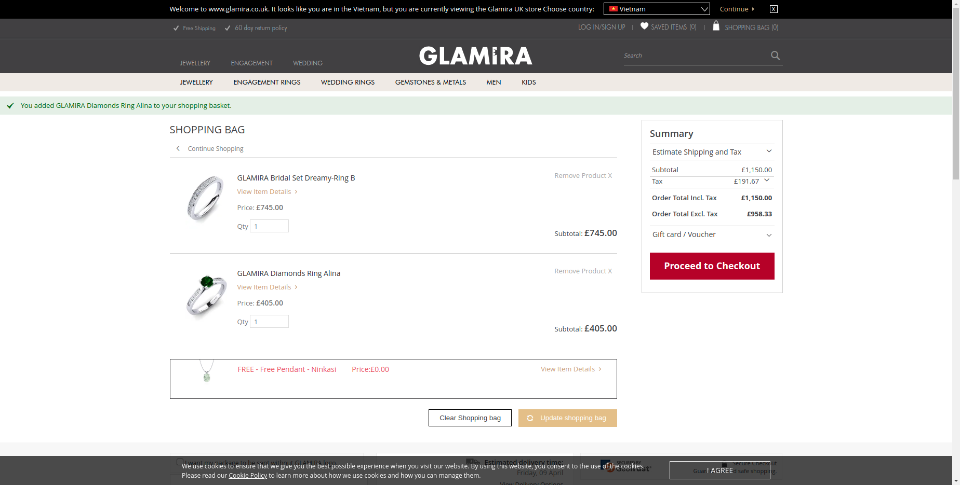 Welcome to www.glamira.co.uk. It looks like you are in the Vietnam, but you are currently viewing the Glamira UK store Choose country: Vietnam Continue X
Free Shipping 60 day return policy LOG IN/SIGN UP | SAVED ITEMS (0) | SHOPPING BAG (0)
JEWELLERY ENGAGEMENT WEDDING GLAMIRA Search
JEWELLERY ENGAGEMENT RINGS WEDDING RINGS GEMSTONES & METALS MEN KIDS
You added GLAMIRA Diamonds Ring Alina to your shopping basket.
SHOPPING BAG
Continue Shopping
GLAMIRA Bridal Set Dreamy-Ring B
Remove Product X
View Item Details >
Price: £745.00
Qty 1
Subtotal: £745.00
GLAMIRA Diamonds Ring Alina
Remove Product X
View Item Details >
Price: £405.00
Qty 1
Subtotal: £405.00
FREE - Free Pendant - Ninkasi Price:£0.00 View Item Details >
Clear Shopping bag Update shopping bag
Summary
Estimate Shipping and Tax
Subtotal £1,150.00
Tax £191.67
Order Total Incl. Tax £1,150.00
Order Total Excl. Tax £958.33
Gift card / Voucher
Proceed to Checkout
Estimated delivery time:
We use cookies to ensure that we give you the best possible experience when you visit our website. By using this website, you consent to the use of the cookies.
Please read our Cookie Policy to learn more about how we use cookies and how you can manage them.
I AGREE